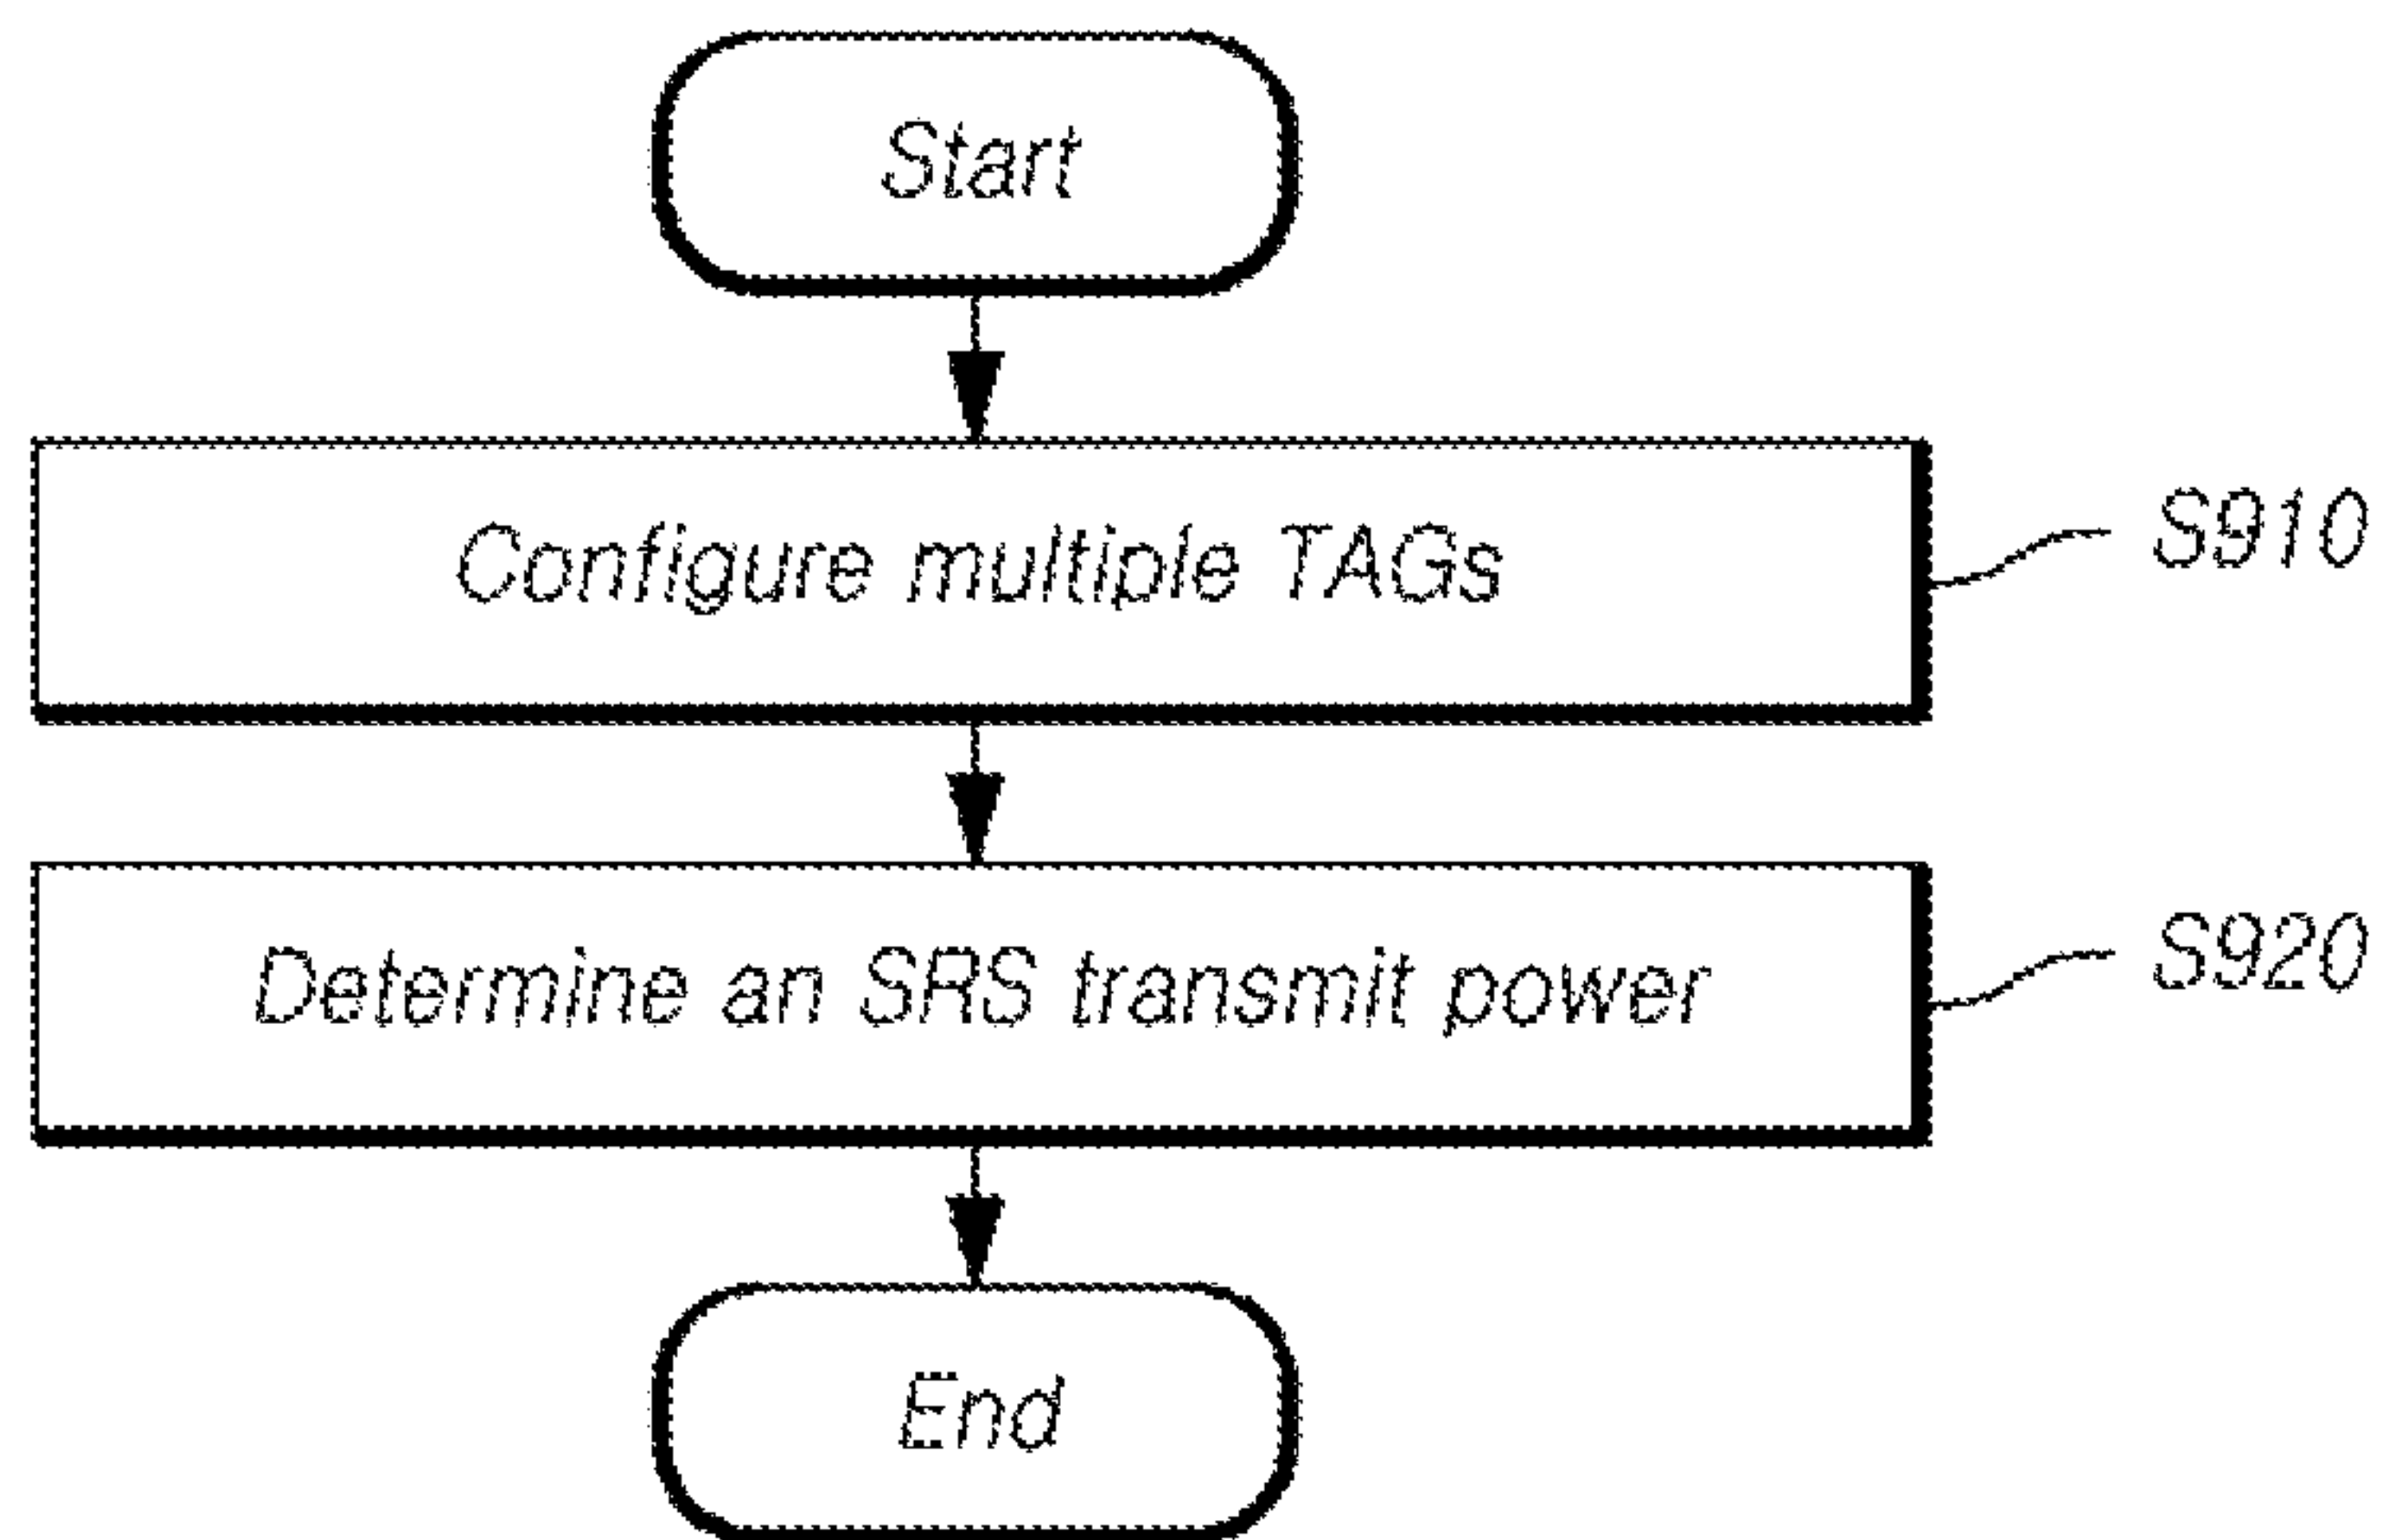 Start
Configure multiple TAGs
S910
Determine an SRS transmit power
S920
End